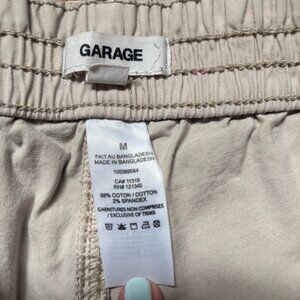 GARAGE
M
FAIT AU BANGLADESH
MADE IN BANGLADESH
100069584
CA# 11319
RN# 121340
98% COTON / COTTON
2% SPANDEX
GARNITURES NON COMPRISES
/ EXCLUSIVE OF TRIMS